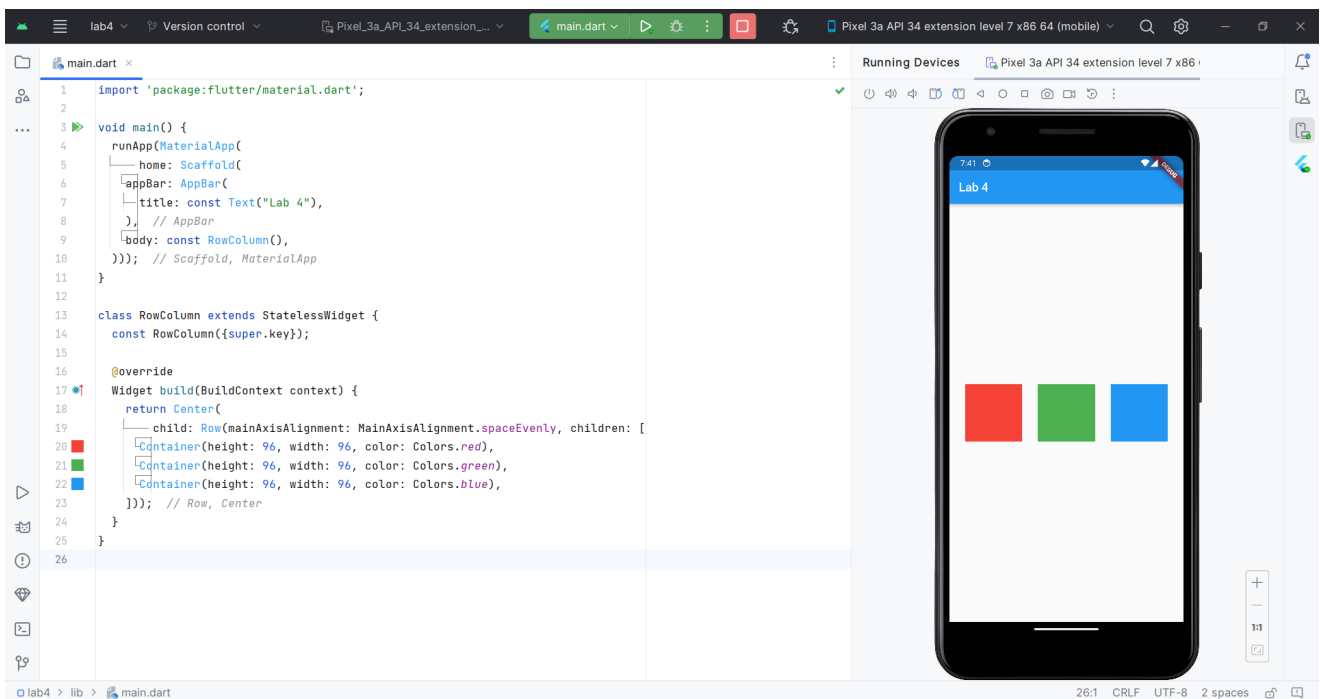 lab4 Version control Pixel_3a_API_34_extension_... main.dart Pixel 3a API 34 extension level 7 x86 64 (mobile)
main.dart
Running Devices Pixel 3a API 34 extension level 7 x86
1 import 'package:flutter/material.dart';
2
3 void main() {
4 runApp(MaterialApp(
5 home: Scaffold(
6 appBar: AppBar(
7 title: const Text("Lab 4"),
8 ), // AppBar
9 body: const RowColumn(),
10 ))); // Scaffold, MaterialApp
11 }
12
13 class RowColumn extends StatelessWidget {
14 const RowColumn({super.key});
15
16 @override
17 Widget build(BuildContext context) {
18 return Center(
19 child: Row(mainAxisAlignment: MainAxisAlignment.spaceEvenly, children: [
20 Container(height: 96, width: 96, color: Colors.red),
21 Container(height: 96, width: 96, color: Colors.green),
22 Container(height: 96, width: 96, color: Colors.blue),
23 ])); // Row, Center
24 }
25 }
26
7:41
DEBUG
Lab 4
1:1
lab4 > lib > main.dart
26:1 CRLF UTF-8 2 spaces